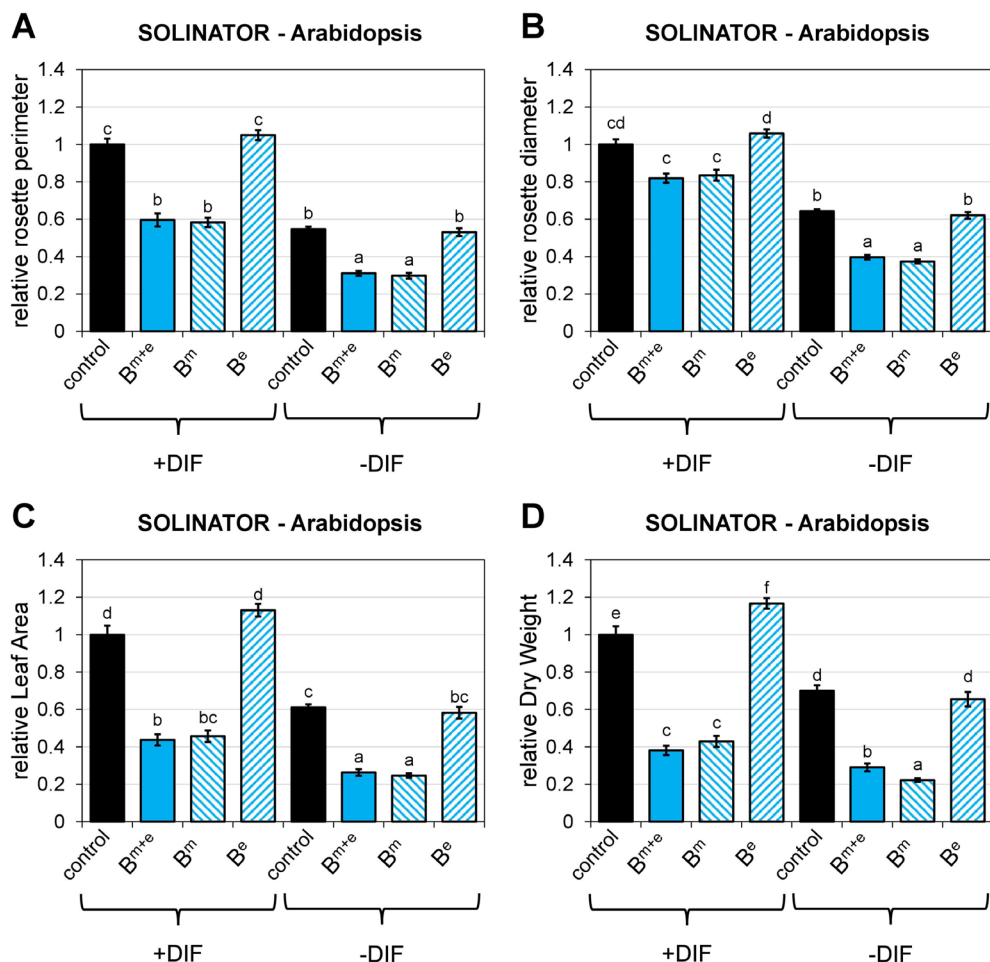 A SOLINATOR - Arabidopsis
relative rosette perimeter
1.4
1.2
1
0.8
0.6
0.4
0.2
0
c b b c b a a b
control Bm+e Bm Be control Bm+e Bm Be
+DIF -DIF
B SOLINATOR - Arabidopsis
relative rosette diameter
1.4
1.2
1
0.8
0.6
0.4
0.2
0
cd c c d b a a b
control Bm+e Bm Be control Bm+e Bm Be
+DIF -DIF
C SOLINATOR - Arabidopsis
relative Leaf Area
1.4
1.2
1
0.8
0.6
0.4
0.2
0
d b bc d c a a bc
control Bm+e Bm Be control Bm+e Bm Be
+DIF -DIF
D SOLINATOR - Arabidopsis
relative Dry Weight
1.4
1.2
1
0.8
0.6
0.4
0.2
0
e c c f d b a d
control Bm+e Bm Be control Bm+e Bm Be
+DIF -DIF